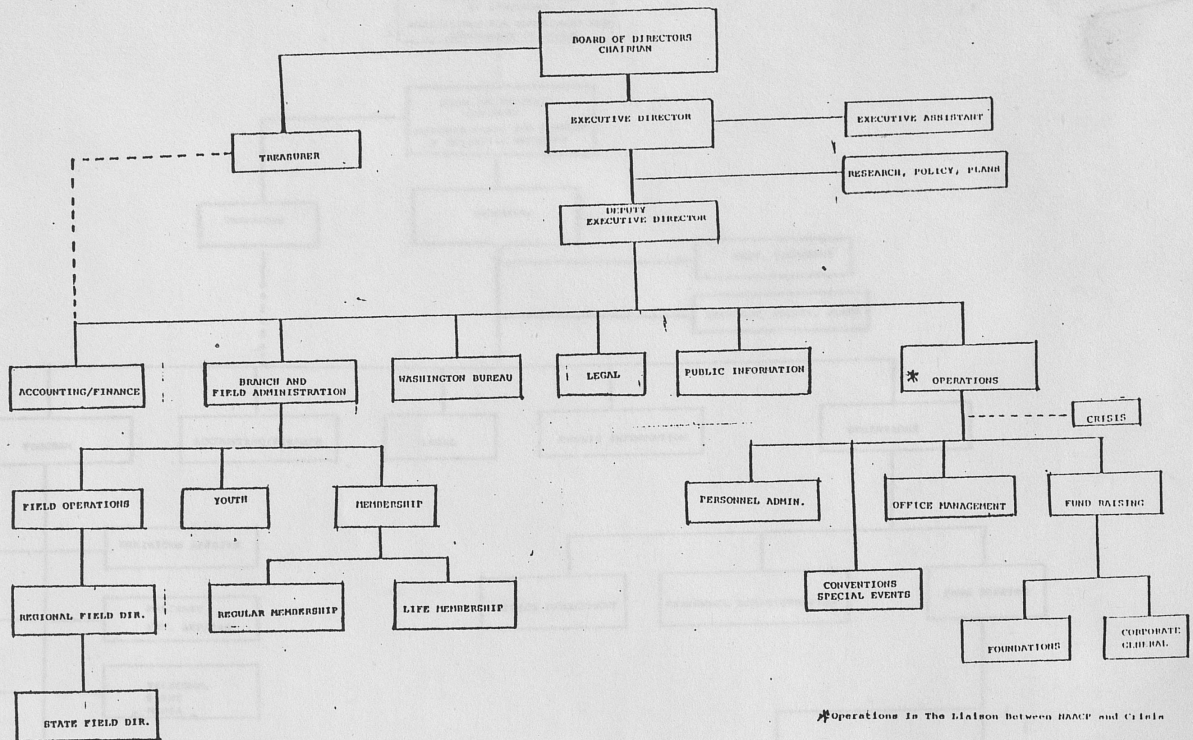 BOARD OF DIRECTORS
CHAIRMAN
EXECUTIVE DIRECTOR
EXECUTIVE ASSISTANT
TREASURER
RESEARCH, POLICY, PLANN
DEPUTY
EXECUTIVE DIRECTOR
ACCOUNTING/FINANCE
BRANCH AND
FIELD ADMINISTRATION
WASHINGTON BUREAU
LEGAL
PUBLIC INFORMATION
* OPERATIONS
CRISIS
FIELD OPERATIONS
YOUTH
MEMBERSHIP
PERSONNEL ADMIN.
OFFICE MANAGEMENT
FUND RAISING
REGIONAL FIELD DIR.
REGULAR MEMBERSHIP
LIFE MEMBERSHIP
CONVENTIONS
SPECIAL EVENTS
FOUNDATIONS
CORPORATE
GENERAL
STATE FIELD DIR.
*Operations Is The Liaison Between NAACP and Crisis